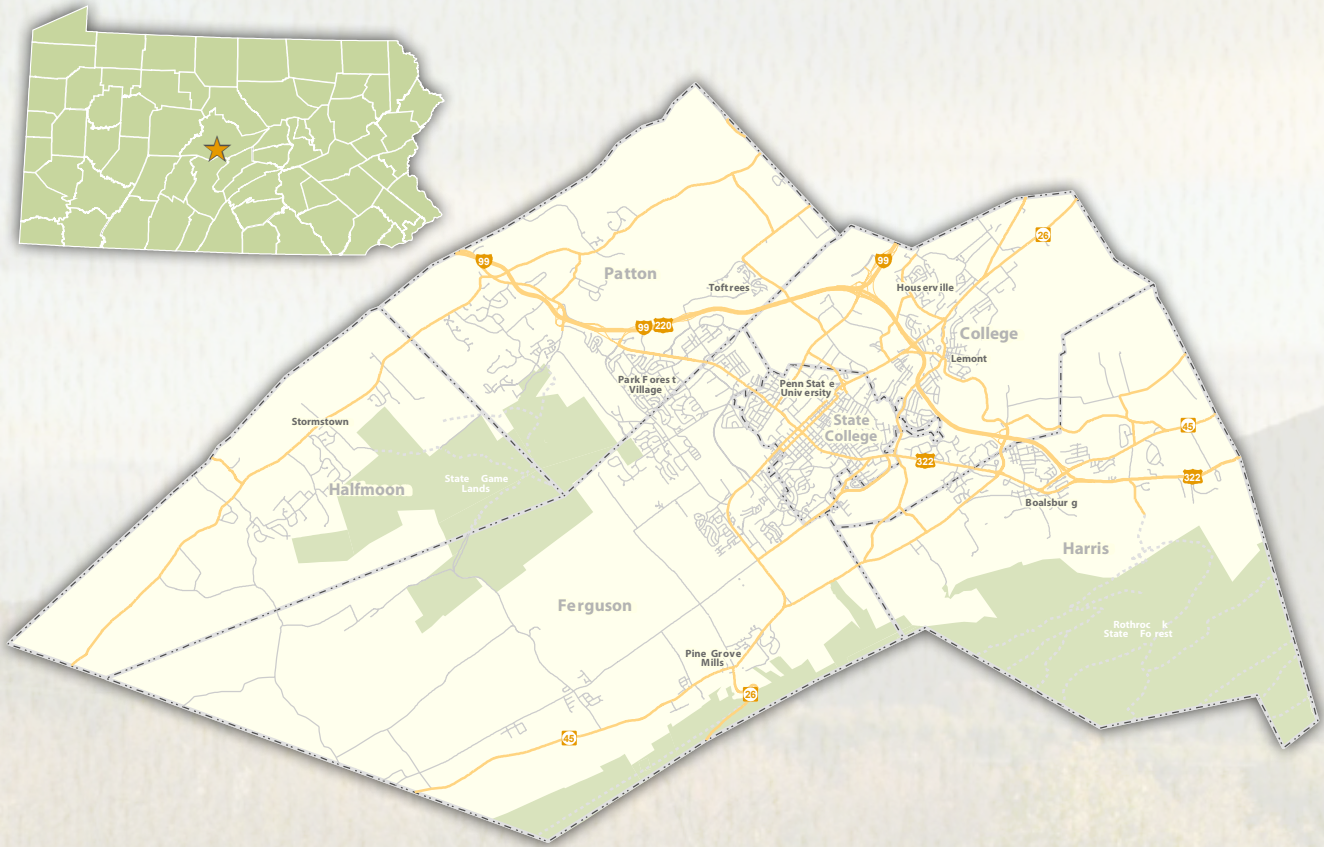 99
26
Patton
Toftrees
Houserville
99
220
College
Lemont
Park Forest
Village
Penn State
University
Stormstown
State
College
45
322
322
State Game
Lands
Halfmoon
Boalsburg
Harris
Ferguson
Rothrock
State Forest
Pine Grove
Mills
26
45
99